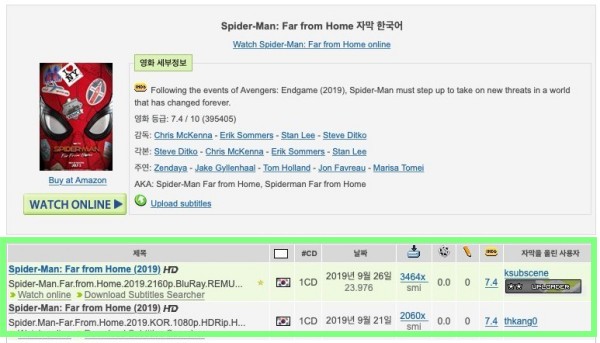 Spider-Man: Far from Home 자막 한국어
Watch Spider-Man: Far from Home online
영화 세부정보
Following the events of Avengers: Endgame (2019), Spider-Man must step up to take on new threats in a world
that has changed forever.
영화 등급: 7.4 / 10 (395405)
감독: Chris McKenna - Erik Sommers - Stan Lee - Steve Ditko
각본: Steve Ditko - Chris McKenna - Erik Sommers - Stan Lee
주연: Zendaya - Jake Gyllenhaal - Tom Holland - Jon Favreau - Marisa Tomei
AKA: Spider-Man Far from Home, Spiderman Far from Home
Upload subtitles
I NY
SPIDER-MAN
FAR FROM HOME
Buy at Amazon
WATCH ONLINE
제목 #CD 날짜 자막을 올린 사용자
Spider-Man: Far from Home (2019) HD
Spider-Man.Far.from.Home.2019.2160p.BluRay.REMU... 1CD 2019년 9월 26일 3464x 0.0 0 7.4 ksubscene
23.976 smi UPLOADER
Watch online Download Subtitles Searcher
Spider-Man: Far from Home (2019) HD
Spider.Man-Far.From.Home.2019.KOR.1080p.HDRip.H... 1CD 2019년 9월 21일 2060x 0.0 0 7.4 thkang0
smi